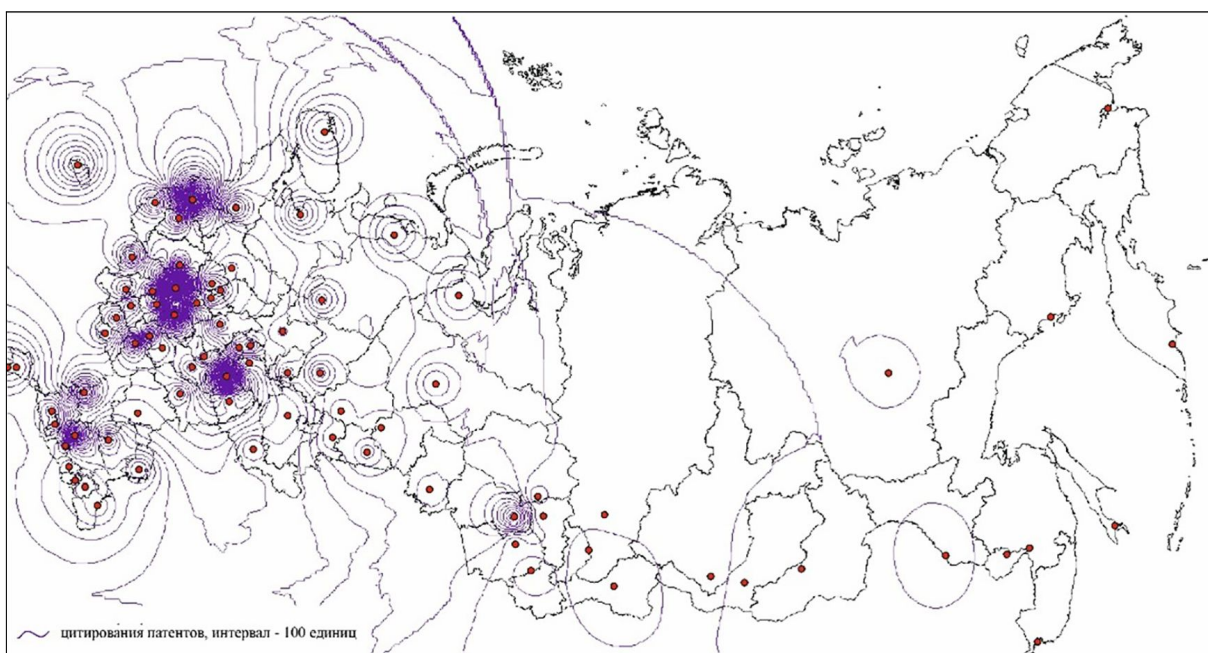 цитирования патентов, интервал - 100 единиц